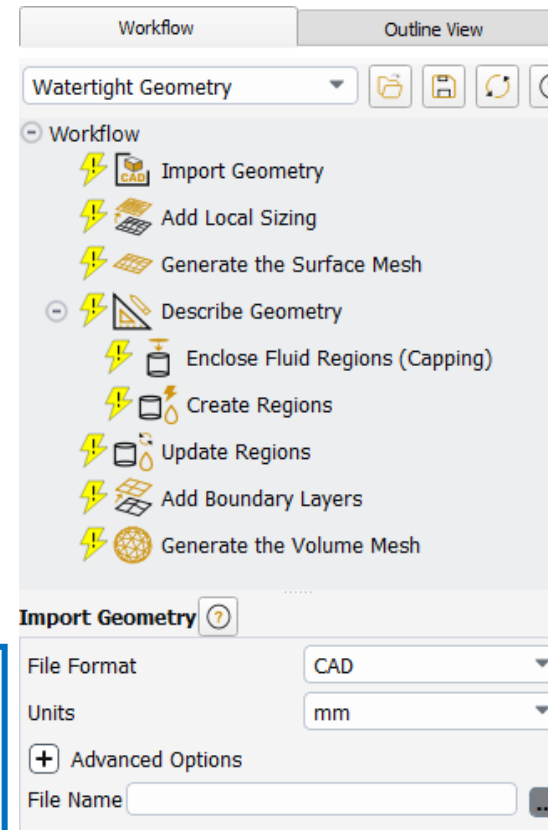 Workflow Outline View
Watertight Geometry
Workflow
CAD Import Geometry
Add Local Sizing
Generate the Surface Mesh
Describe Geometry
Enclose Fluid Regions (Capping)
Create Regions
Update Regions
Add Boundary Layers
Generate the Volume Mesh
Import Geometry ?
File Format CAD
Units mm
+ Advanced Options
File Name ...